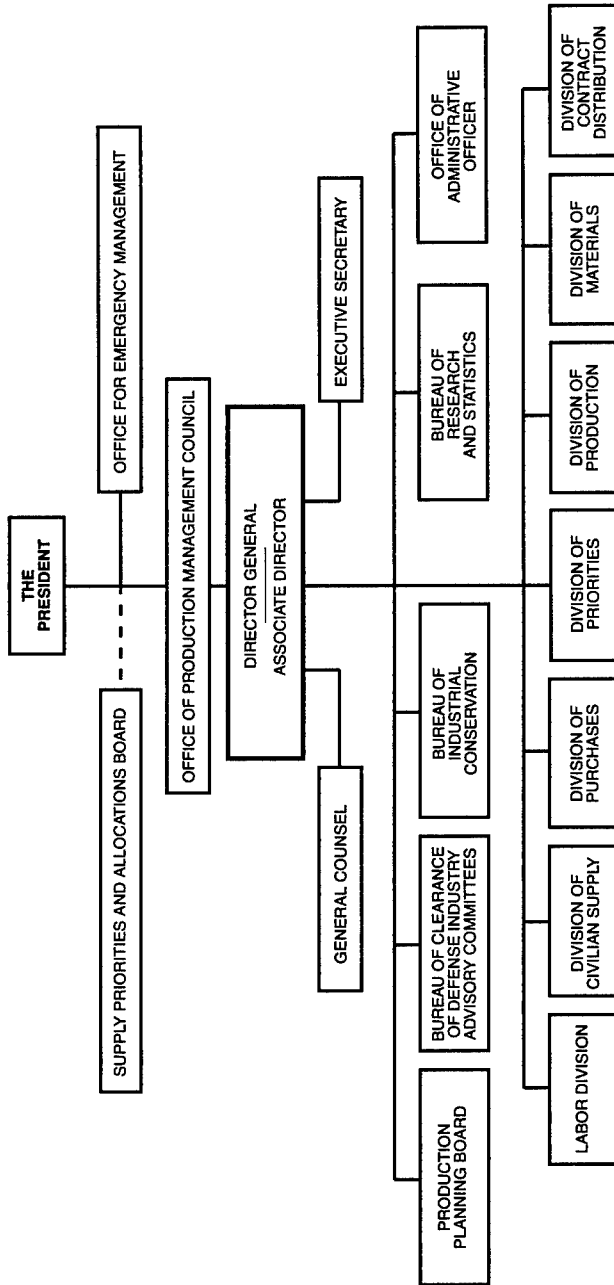 THE
PRESIDENT
SUPPLY PRIORITIES AND ALLOCATIONS BOARD
OFFICE FOR EMERGENCY MANAGEMENT
OFFICE OF PRODUCTION MANAGEMENT COUNCIL
DIRECTOR GENERAL
ASSOCIATE DIRECTOR
GENERAL COUNSEL
EXECUTIVE SECRETARY
PRODUCTION
PLANNING BOARD
BUREAU OF CLEARANCE
OF DEFENSE INDUSTRY
ADVISORY COMMITTEES
BUREAU OF
INDUSTRIAL
CONSERVATION
BUREAU OF
RESEARCH
AND STATISTICS
OFFICE OF
ADMINISTRATIVE
OFFICER
LABOR DIVISION
DIVISION OF
CIVILIAN SUPPLY
DIVISION OF
PURCHASES
DIVISION OF
PRIORITIES
DIVISION OF
PRODUCTION
DIVISION OF
MATERIALS
DIVISION OF
CONTRACT
DISTRIBUTION